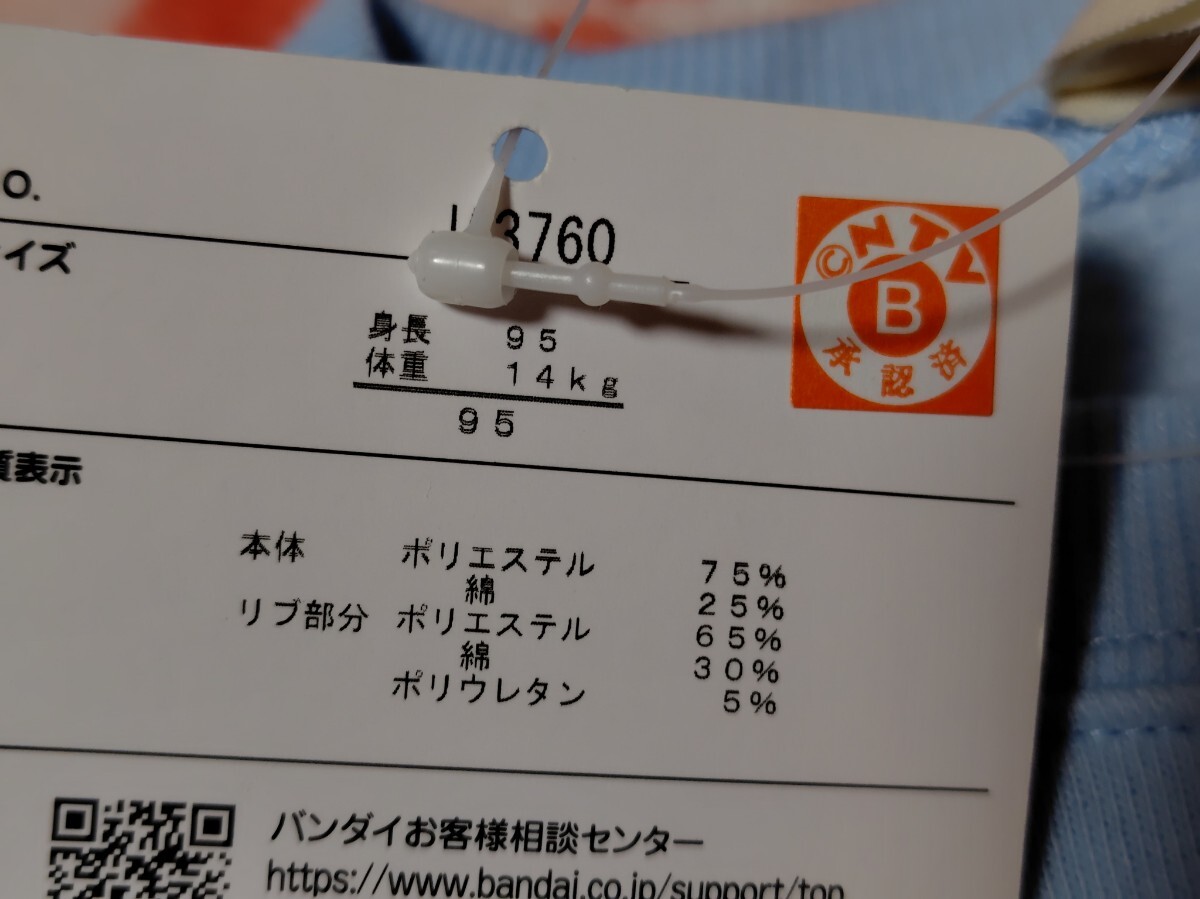 O.
3760
イズ
身長 95
体重 14kg
95
©NTV
B
承認済
質表示
本体 ポリエステル 75%
綿 25%
リブ部分 ポリエステル 65%
綿 30%
ポリウレタン 5%
バンダイお客様相談センター
https://www.bandai.co.jp/support/top